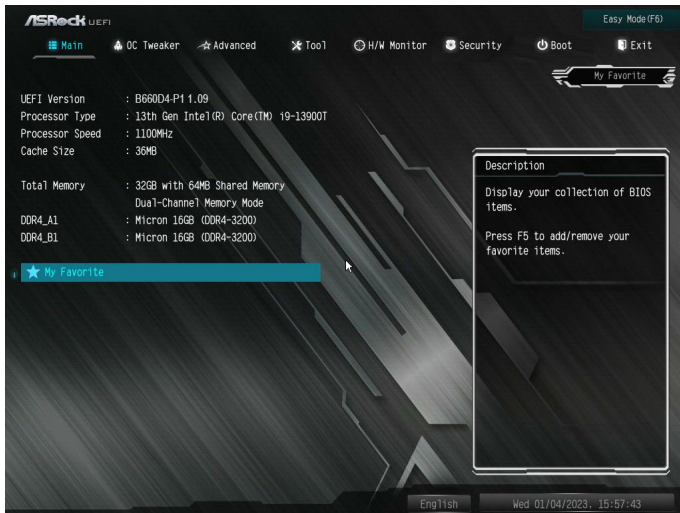 ASRock UEFI
Easy Mode(F6)
Main OC Tweaker Advanced Tool H/W Monitor Security Boot Exit
My Favorite
UEFI Version : B660D4-P1 1.09
Processor Type : 13th Gen Intel(R) Core(TM) i9-13900T
Processor Speed : 1100MHz
Cache Size : 36MB
Total Memory : 32GB with 64MB Shared Memory
Dual-Channel Memory Mode
DDR4_A1 : Micron 16GB (DDR4-3200)
DDR4_B1 : Micron 16GB (DDR4-3200)
My Favorite
Description
Display your collection of BIOS
items.
Press F5 to add/remove your
favorite items.
English
Wed 01/04/2023, 15:57:43